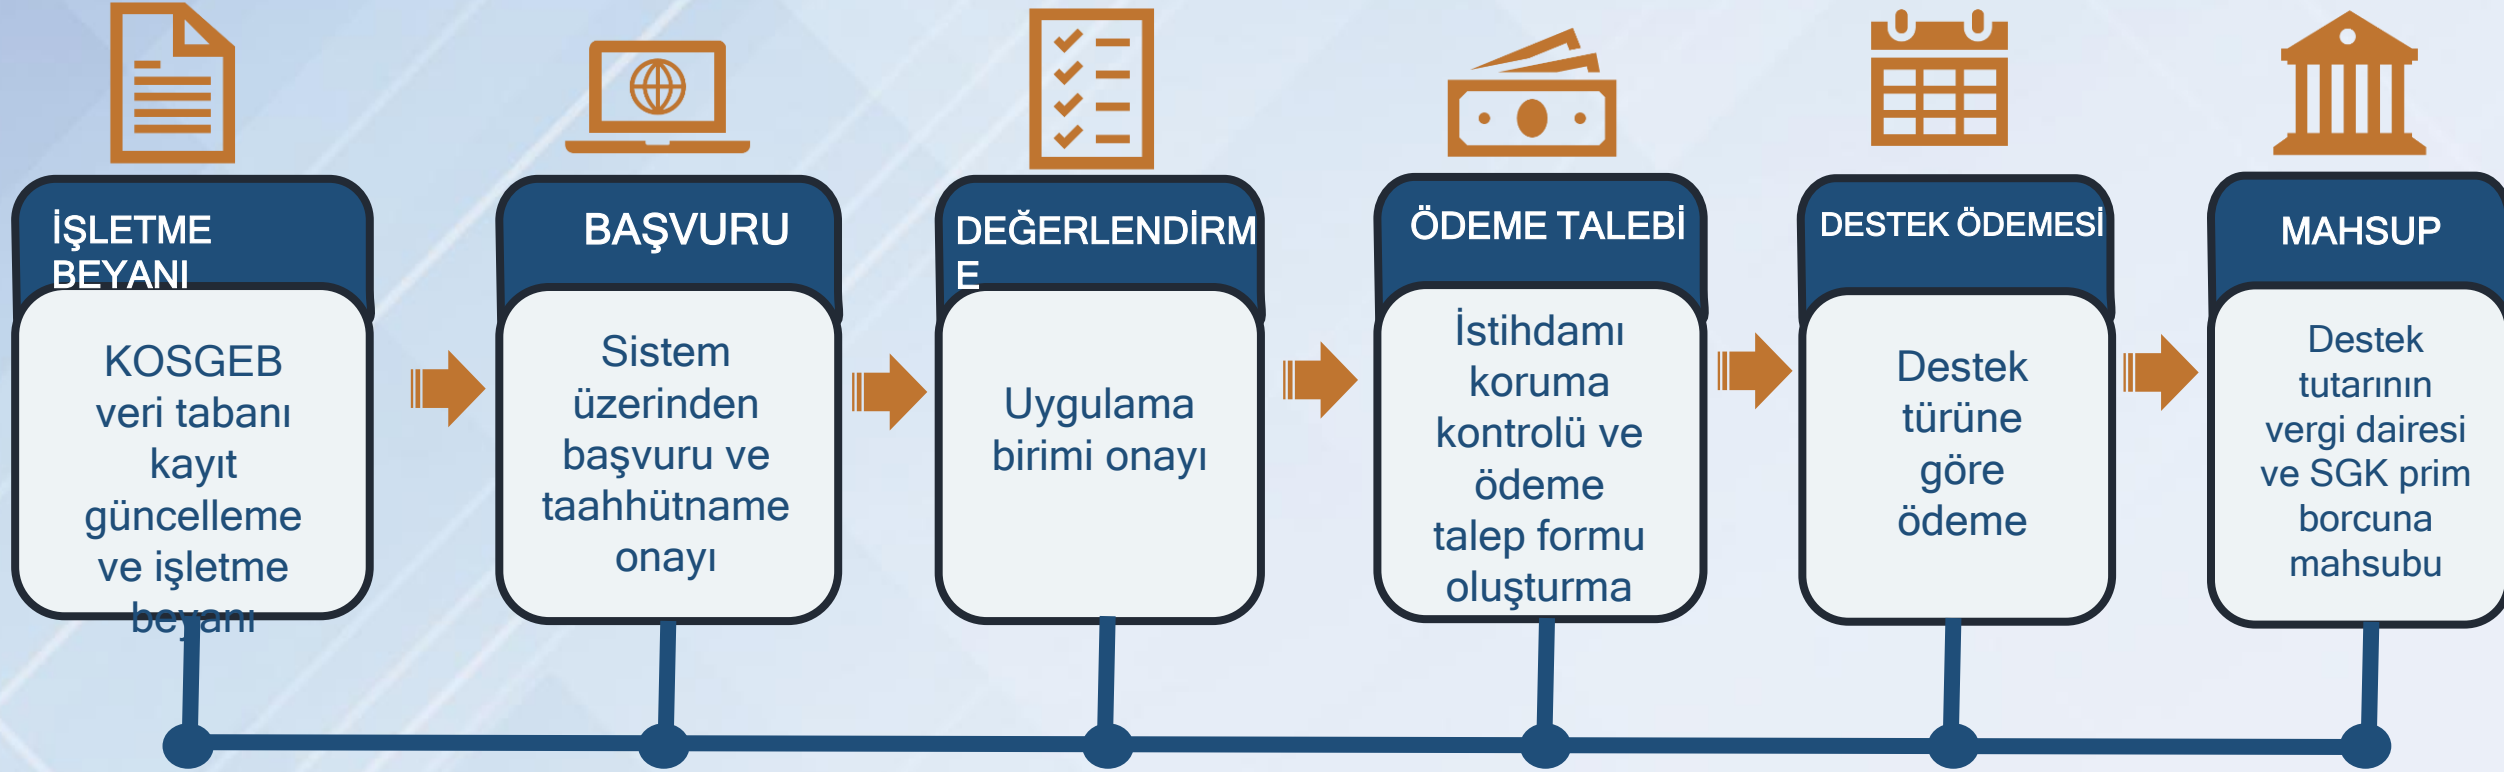 İŞLETME
BEYANI
KOSGEB
veri tabanı
kayıt
güncelleme
ve işletme
beyanı
BAŞVURU
Sistem
üzerinden
başvuru ve
taahhütname
onayı
DEĞERLENDİRM
E
Uygulama
birimi onayı
ÖDEME TALEBİ
İstihdamı
koruma
kontrolü ve
ödeme
talep formu
oluşturma
DESTEK ÖDEMESİ
Destek
türüne
göre
ödeme
MAHSUP
Destek
tutarının
vergi dairesi
ve SGK prim
borcuna
mahsubu